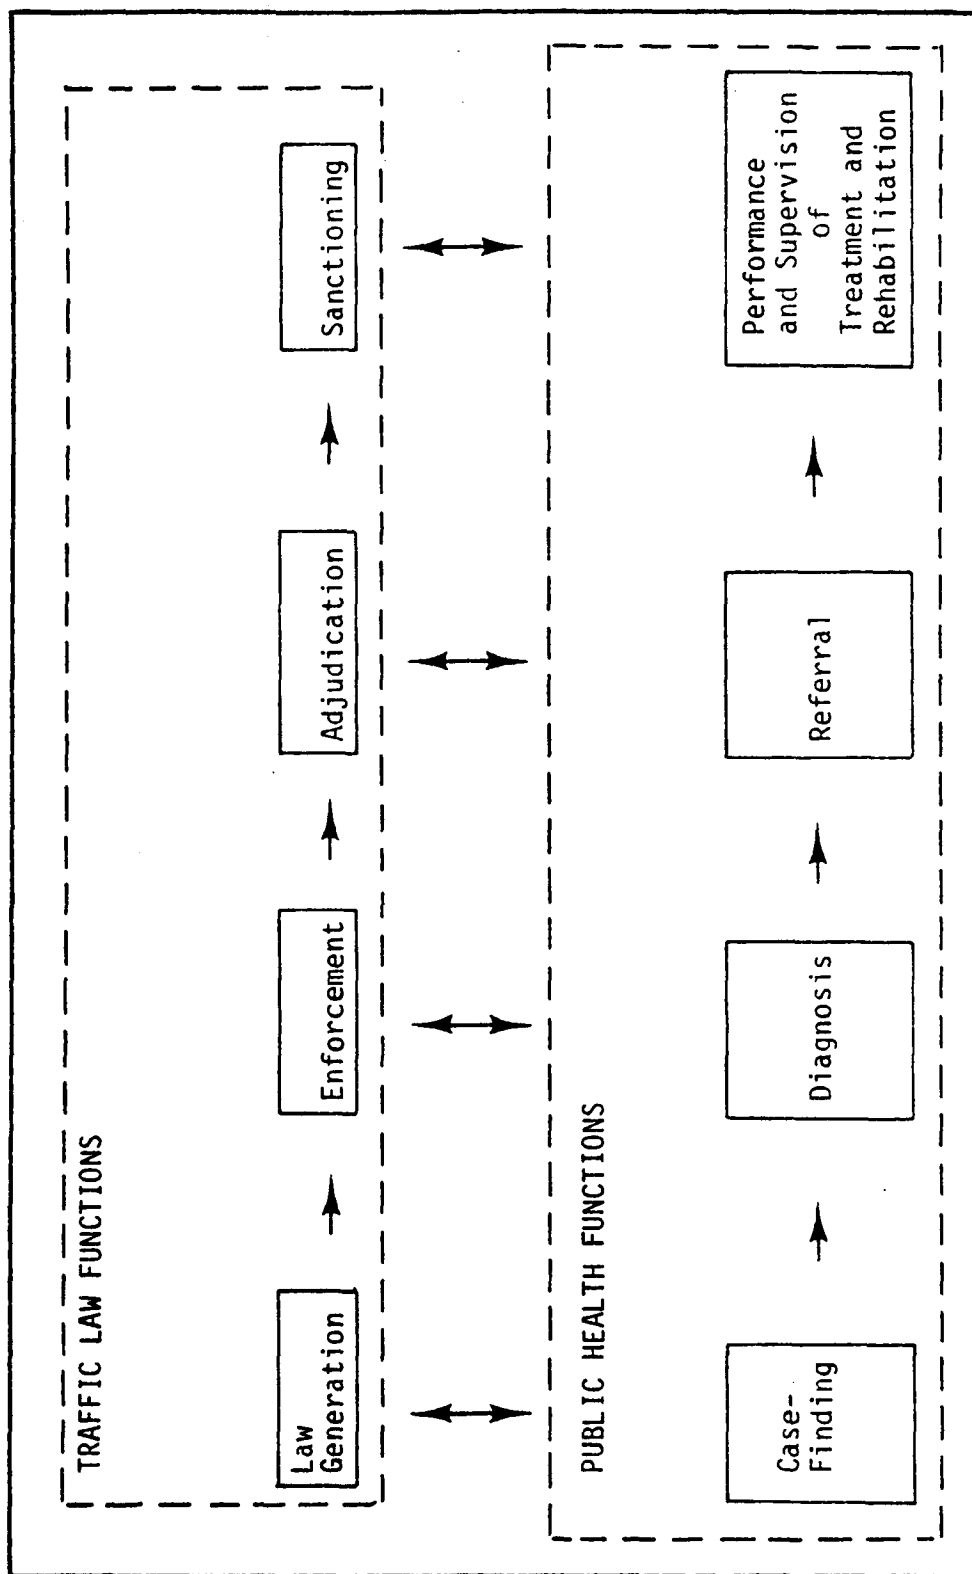 TRAFFIC LAW FUNCTIONS
Law
Generation
Enforcement
Adjudication
Sanctioning
PUBLIC HEALTH FUNCTIONS
Case-
Finding
Diagnosis
Referral
Performance
and Supervision
of
Treatment and
Rehabilitation